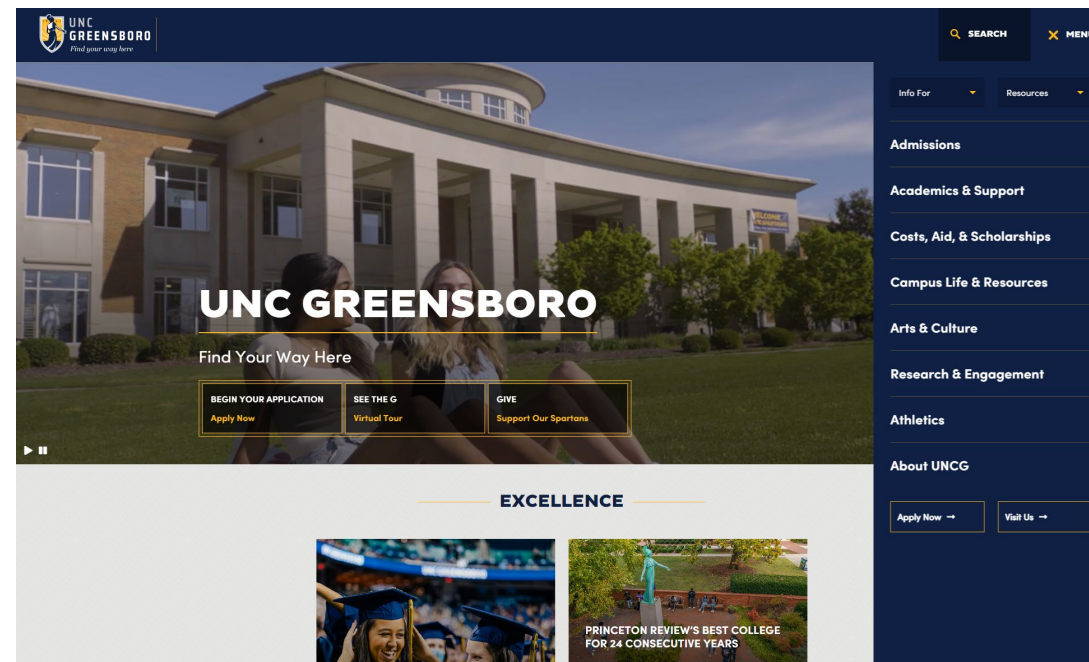 UNC
GREENSBORO
Find your way here
SEARCH
MENU
Info For
Resources
Admissions
Academics & Support
Costs, Aid, & Scholarships
Campus Life & Resources
Arts & Culture
Research & Engagement
Athletics
About UNCG
Apply Now →
Visit Us →
WELCOME
UNC GREENSBORO
Find Your Way Here
BEGIN YOUR APPLICATION
Apply Now
SEE THE G
Virtual Tour
GIVE
Support Our Spartans
EXCELLENCE
PRINCETON REVIEW'S BEST COLLEGE
FOR 24 CONSECUTIVE YEARS